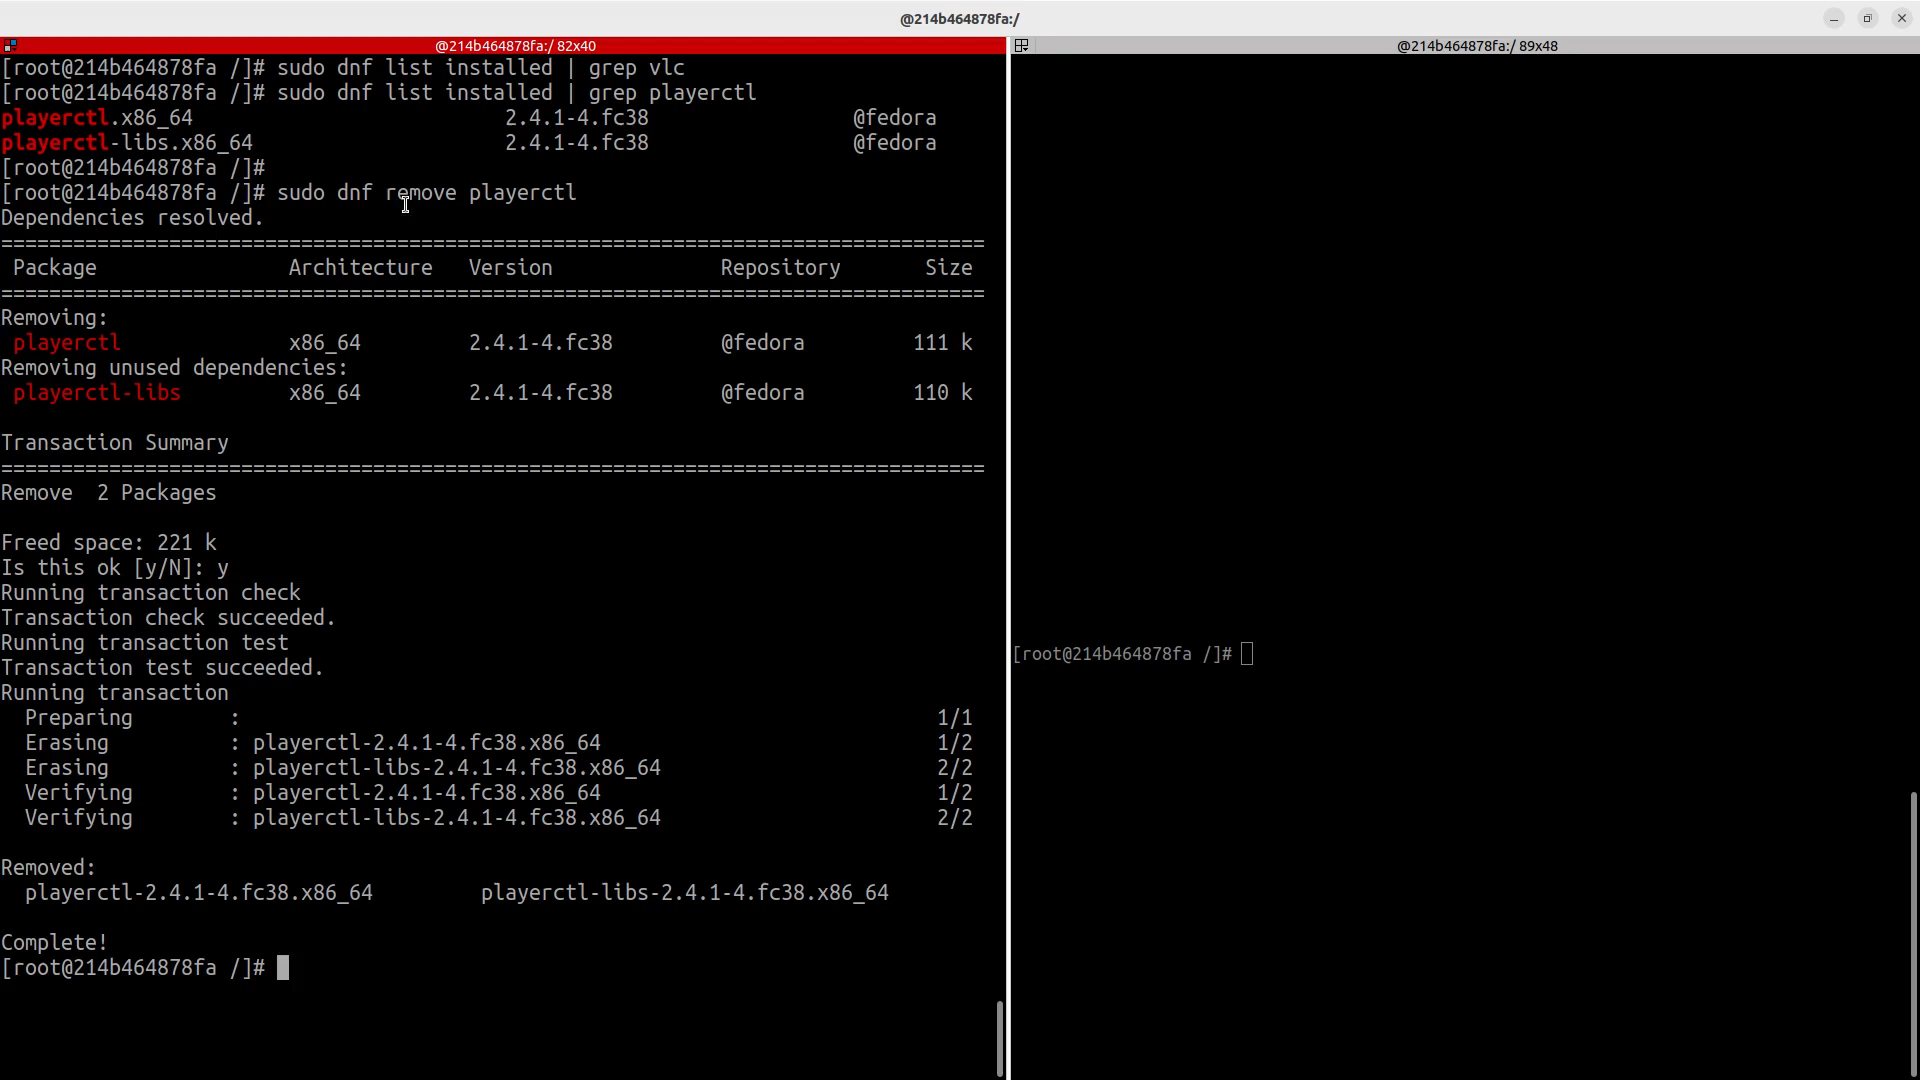 @214b464878fa:/
@214b464878fa:/ 82x40
[root@214b464878fa /]# sudo dnf list installed | grep vlc
[root@214b464878fa /]# sudo dnf list installed | grep playerctl
playerctl.x86_64 2.4.1-4.fc38 @fedora
playerctl-libs.x86_64 2.4.1-4.fc38 @fedora
[root@214b464878fa /]#
[root@214b464878fa /]# sudo dnf remove playerctl
Dependencies resolved.
==================================================================================
Package Architecture Version Repository Size
==================================================================================
Removing:
playerctl x86_64 2.4.1-4.fc38 @fedora 111 k
Removing unused dependencies:
playerctl-libs x86_64 2.4.1-4.fc38 @fedora 110 k
Transaction Summary
==================================================================================
Remove  2 Packages
Freed space: 221 k
Is this ok [y/N]: y
Running transaction check
Transaction check succeeded.
Running transaction test
Transaction test succeeded.
Running transaction
Preparing : 1/1
Erasing : playerctl-2.4.1-4.fc38.x86_64 1/2
Erasing : playerctl-libs-2.4.1-4.fc38.x86_64 2/2
Verifying : playerctl-2.4.1-4.fc38.x86_64 1/2
Verifying : playerctl-libs-2.4.1-4.fc38.x86_64 2/2
Removed:
playerctl-2.4.1-4.fc38.x86_64 playerctl-libs-2.4.1-4.fc38.x86_64
Complete!
[root@214b464878fa /]#
@214b464878fa:/ 89x48
[root@214b464878fa /]#